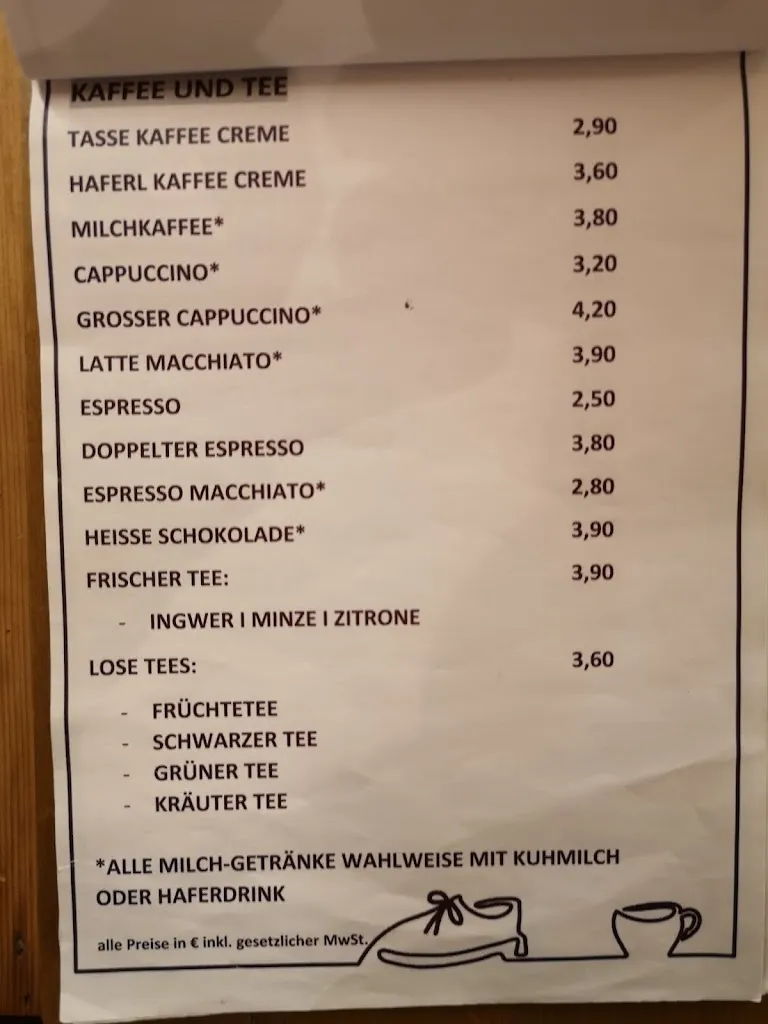 KAFFEE UND TEE
TASSE KAFFEE CREME 2,90
HAFERL KAFFEE CREME 3,60
MILCHKAFFEE* 3,80
CAPPUCCINO* 3,20
GROSSER CAPPUCCINO* 4,20
LATTE MACCHIATO* 3,90
ESPRESSO 2,50
DOPPELTER ESPRESSO 3,80
ESPRESSO MACCHIATO* 2,80
HEISSE SCHOKOLADE* 3,90
FRISCHER TEE: 3,90
- INGWER I MINZE I ZITRONE
LOSE TEES: 3,60
- FRÜCHTETEE
- SCHWARZER TEE
- GRÜNER TEE
- KRÄUTER TEE
*ALLE MILCH-GETRÄNKE WAHLWEISE MIT KUHMILCH
ODER HAFERDRINK
alle Preise in € inkl. gesetzlicher MwSt.